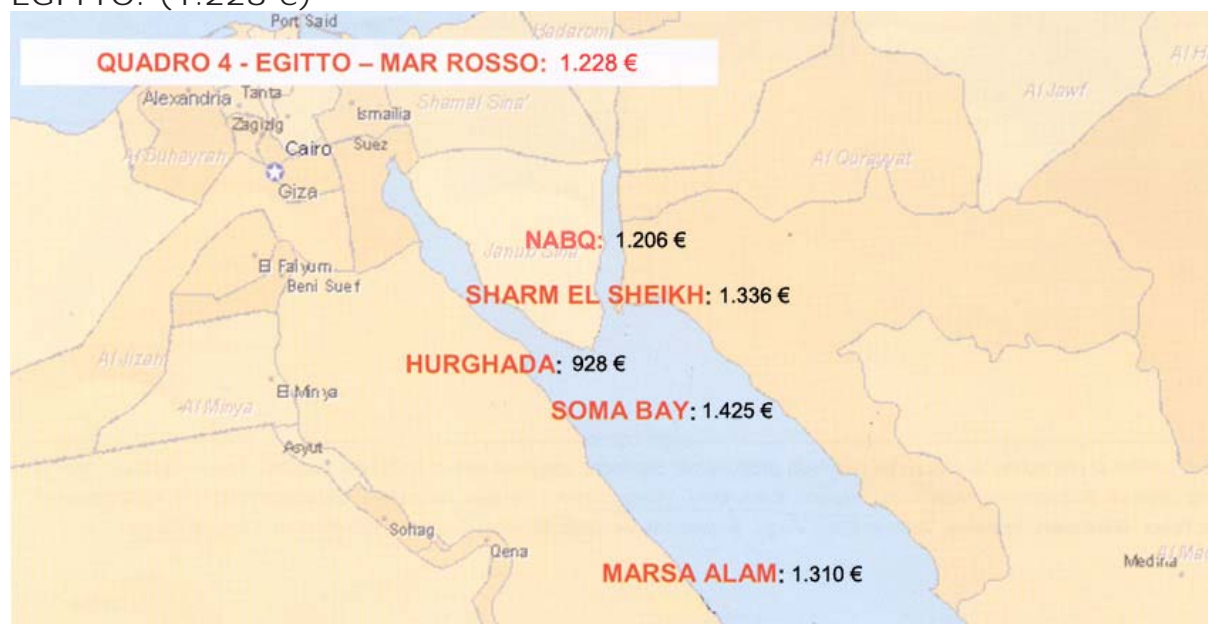 EGITTO: (1.228 €)
Port Said
Hadarom
QUADRO 4 - EGITTO – MAR ROSSO: 1.228 €
Al Jawf
Alexandria
Tanta
Shamal Sina'
Ismailia
Zagizig
Cairo
Suez
Al Buhayrah
Al Qurayyat
Giza
NABQ: 1.206 €
Janub Sina
El Faiyum
Beni Suef
SHARM EL SHEIKH: 1.336 €
Al Jizah
HURGHADA: 928 €
El Minya
Al Minya
SOMA BAY: 1.425 €
Asyut
Sohag
Qena
Medina
MARSA ALAM: 1.310 €